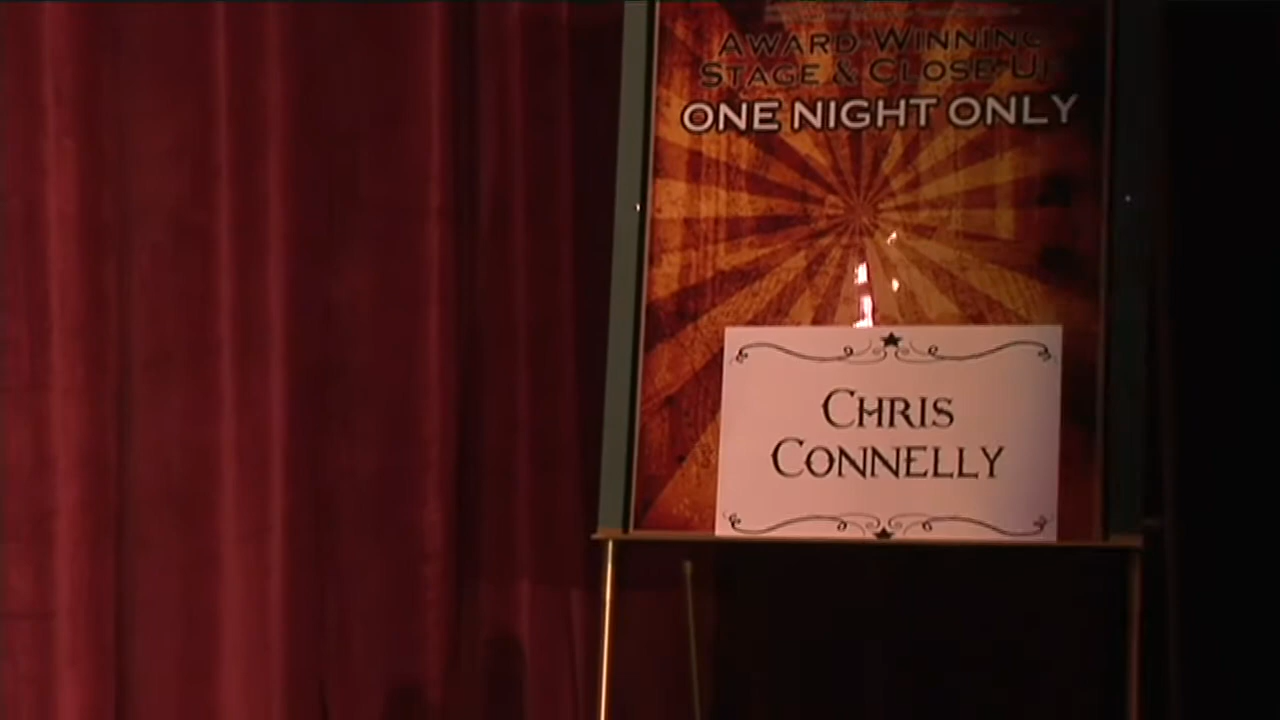 AWARD-WINNING
STAGE & CLOSE-UP
ONE NIGHT ONLY
CHRIS
CONNELLY